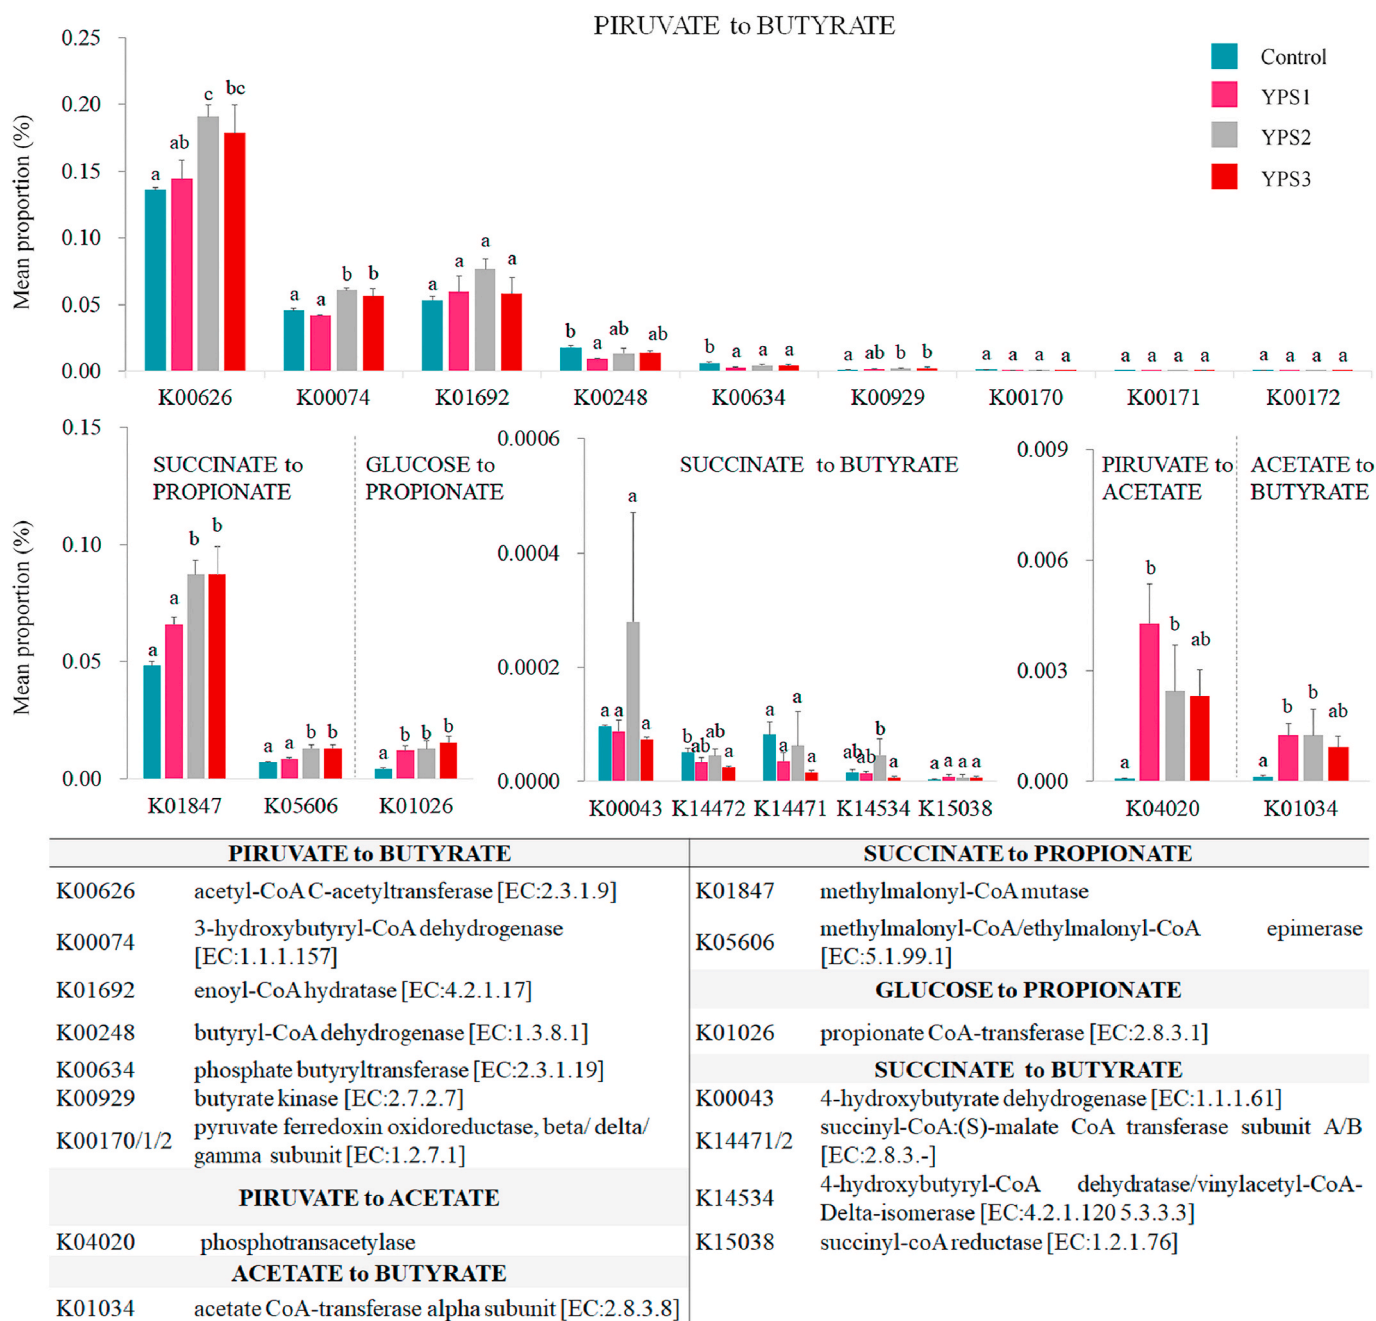 PIRUVATE to BUTYRATE
Control
YPS1
YPS2
YPS3
Mean proportion (%)
0.25
0.20
0.15
0.10
0.05
0.00
a ab c bc
a a b b
a a a a
b a ab ab
b a a a
a ab b b
a a a a
a a a a
a a a a
K00626 K00074 K01692 K00248 K00634 K00929 K00170 K00171 K00172
Mean proportion (%)
0.15
0.10
0.05
0.00
SUCCINATE to
PROPIONATE
GLUCOSE to
PROPIONATE
a a b b
a a b b
a b b b
K01847 K05606 K01026
0.0006
0.0004
0.0002
0.0000
SUCCINATE to BUTYRATE
a a a a
b ab ab a
a a a a
ab ab b a
a a a a
K00043 K14472 K14471 K14534 K15038
0.009
0.006
0.003
0.000
PIRUVATE to
ACETATE
ACETATE to
BUTYRATE
a b b ab
a b b ab
K04020 K01034
PIRUVATE to BUTYRATE
K00626 acetyl-CoA C-acetyltransferase [EC:2.3.1.9]
K00074 3-hydroxybutyryl-CoA dehydrogenase
[EC:1.1.1.157]
K01692 enoyl-CoA hydratase [EC:4.2.1.17]
K00248 butyryl-CoA dehydrogenase [EC:1.3.8.1]
K00634 phosphate butyryltransferase [EC:2.3.1.19]
K00929 butyrate kinase [EC:2.7.2.7]
K00170/1/2 pyruvate ferredoxin oxidoreductase, beta/ delta/
gamma subunit [EC:1.2.7.1]
PIRUVATE to ACETATE
K04020 phosphotransacetylase
ACETATE to BUTYRATE
K01034 acetate CoA-transferase alpha subunit [EC:2.8.3.8]
SUCCINATE to PROPIONATE
K01847 methylmalonyl-CoA mutase
K05606 methylmalonyl-CoA/ethylmalonyl-CoA epimerase
[EC:5.1.99.1]
GLUCOSE to PROPIONATE
K01026 propionate CoA-transferase [EC:2.8.3.1]
SUCCINATE to BUTYRATE
K00043 4-hydroxybutyrate dehydrogenase [EC:1.1.1.61]
K14471/2 succinyl-CoA:(S)-malate CoA transferase subunit A/B
[EC:2.8.3.-]
K14534 4-hydroxybutyryl-CoA dehydratase/vinylacetyl-CoA-
Delta-isomerase [EC:4.2.1.120 5.3.3.3]
K15038 succinyl-coA reductase [EC:1.2.1.76]